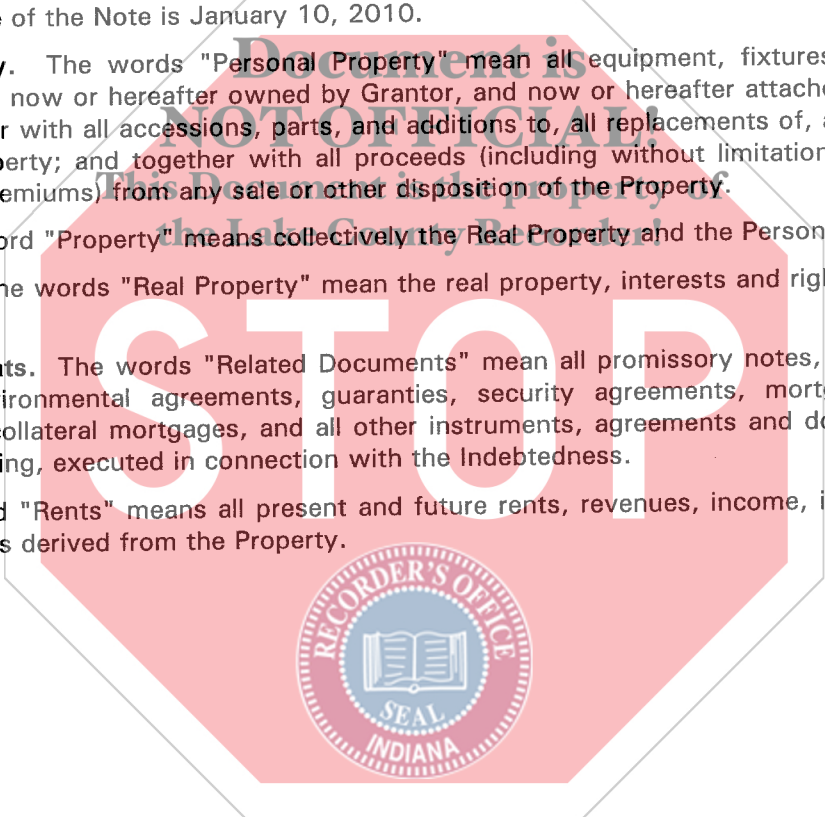 e of the Note is January 10, 2010.
Document is
y. The words "Personal Property" mean all equipment, fixtures
now or hereafter owned by Grantor, and now or hereafter attache
NOT OFFICIAL!
r with all accessions, parts, and additions to, all replacements of, a
perty; and together with all proceeds (including without limitation
This Document is the property of
emiums) from any sale or other disposition of the Property.
the Lake County Recorder!
ord "Property" means collectively the Real Property and the Person
he words "Real Property" mean the real property, interests and righ
STOP
nts. The words "Related Documents" mean all promissory notes,
ironmental agreements, guaranties, security agreements, mortg
collateral mortgages, and all other instruments, agreements and do
ing, executed in connection with the Indebtedness.
d "Rents" means all present and future rents, revenues, income, i
s derived from the Property.
RECORDER'S OFFICE
SEAL
INDIANA